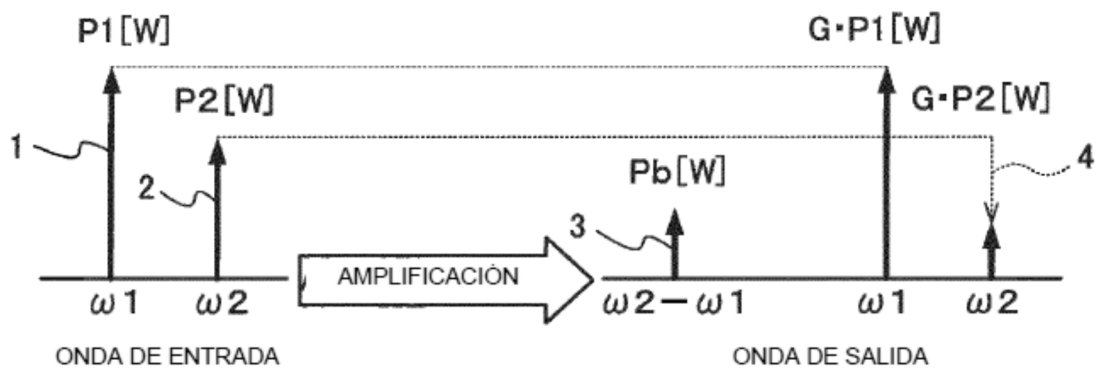 P1[W]
G·P1[W]
P2[W]
G·P2[W]
1
2
Pb[W]
3
4
AMPLIFICACIÓN
ω1
ω2
ω2－ω1
ω1
ω2
ONDA DE ENTRADA
ONDA DE SALIDA